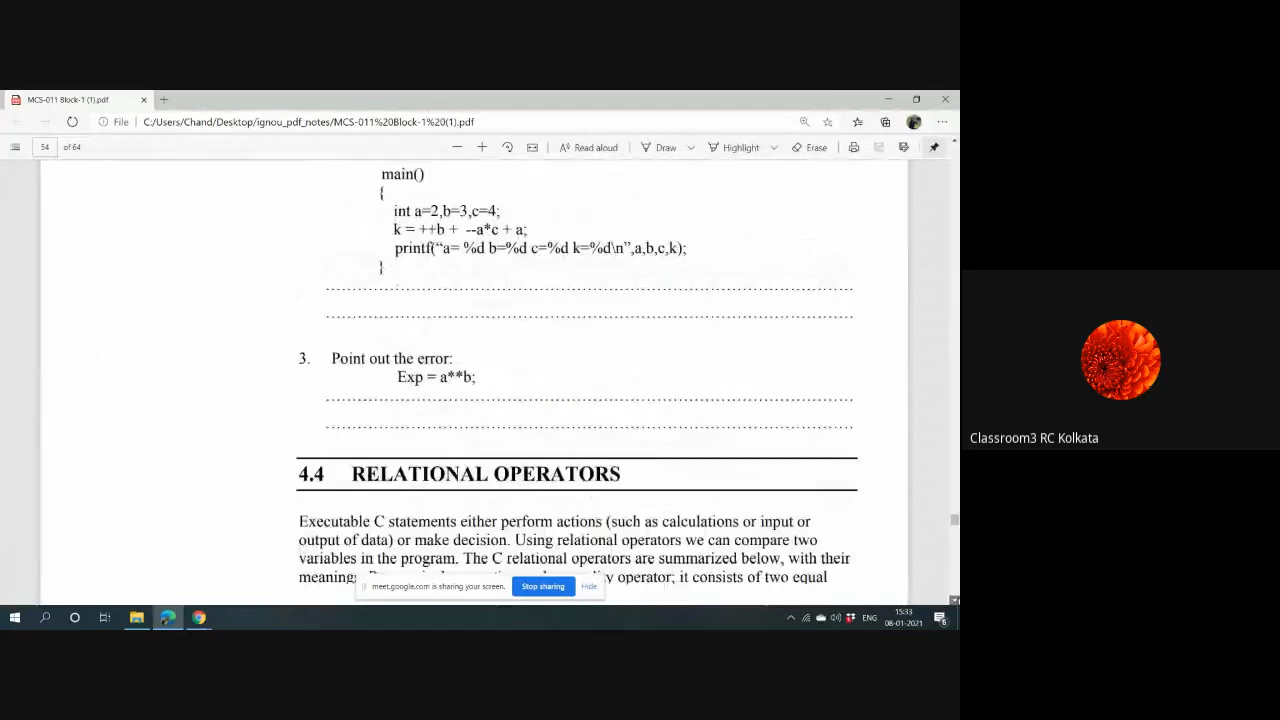 MCS-011 Block-1 (1).pdf
File
C:/Users/Chand/Desktop/ignou_pdf_notes/MCS-011%20Block-1%20(1).pdf
54 of 64
Read aloud
Draw
Highlight
Erase
main()
{
int a=2,b=3,c=4;
k = ++b + --a*c + a;
printf(“a= %d b=%d c=%d k=%d\n”,a,b,c,k);
}
3. Point out the error:
Exp = a**b;
4.4 RELATIONAL OPERATORS
Executable C statements either perform actions (such as calculations or input or
output of data) or make decision. Using relational operators we can compare two
variables in the program. The C relational operators are summarized below, with their
operator; it consists of two equal
meet.google.com is sharing your screen.
Stop sharing
Hide
Classroom3 RC Kolkata
ENG
15:33
08-01-2021